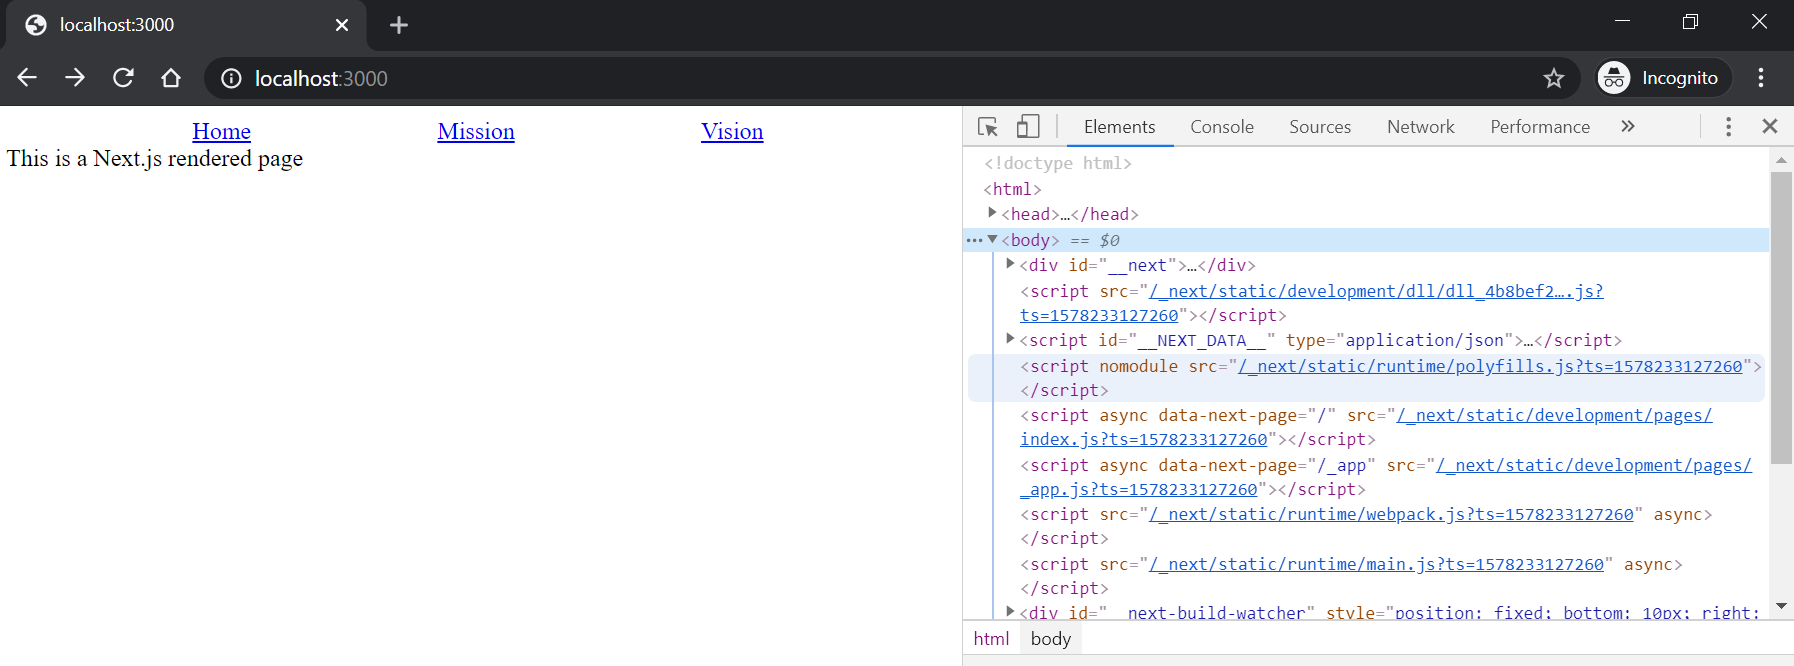 localhost:3000
localhost:3000
Incognito
Home Mission Vision
This is a Next.js rendered page
Elements Console Sources Network Performance »
<!doctype html>
<html>
<head>…</head>
<body> == $0
<div id="__next">…</div>
<script src="/_next/static/development/dll/dll_4b8bef2….js?
ts=1578233127260"></script>
<script id="__NEXT_DATA__" type="application/json">…</script>
<script nomodule src="/_next/static/runtime/polyfills.js?ts=1578233127260">
</script>
<script async data-next-page="/" src="/_next/static/development/pages/
index.js?ts=1578233127260"></script>
<script async data-next-page="/_app" src="/_next/static/development/pages/
_app.js?ts=1578233127260"></script>
<script src="/_next/static/runtime/webpack.js?ts=1578233127260" async>
</script>
<script src="/_next/static/runtime/main.js?ts=1578233127260" async>
</script>
<div id="__next-build-watcher" style="position: fixed; bottom: 10px; right:
html body